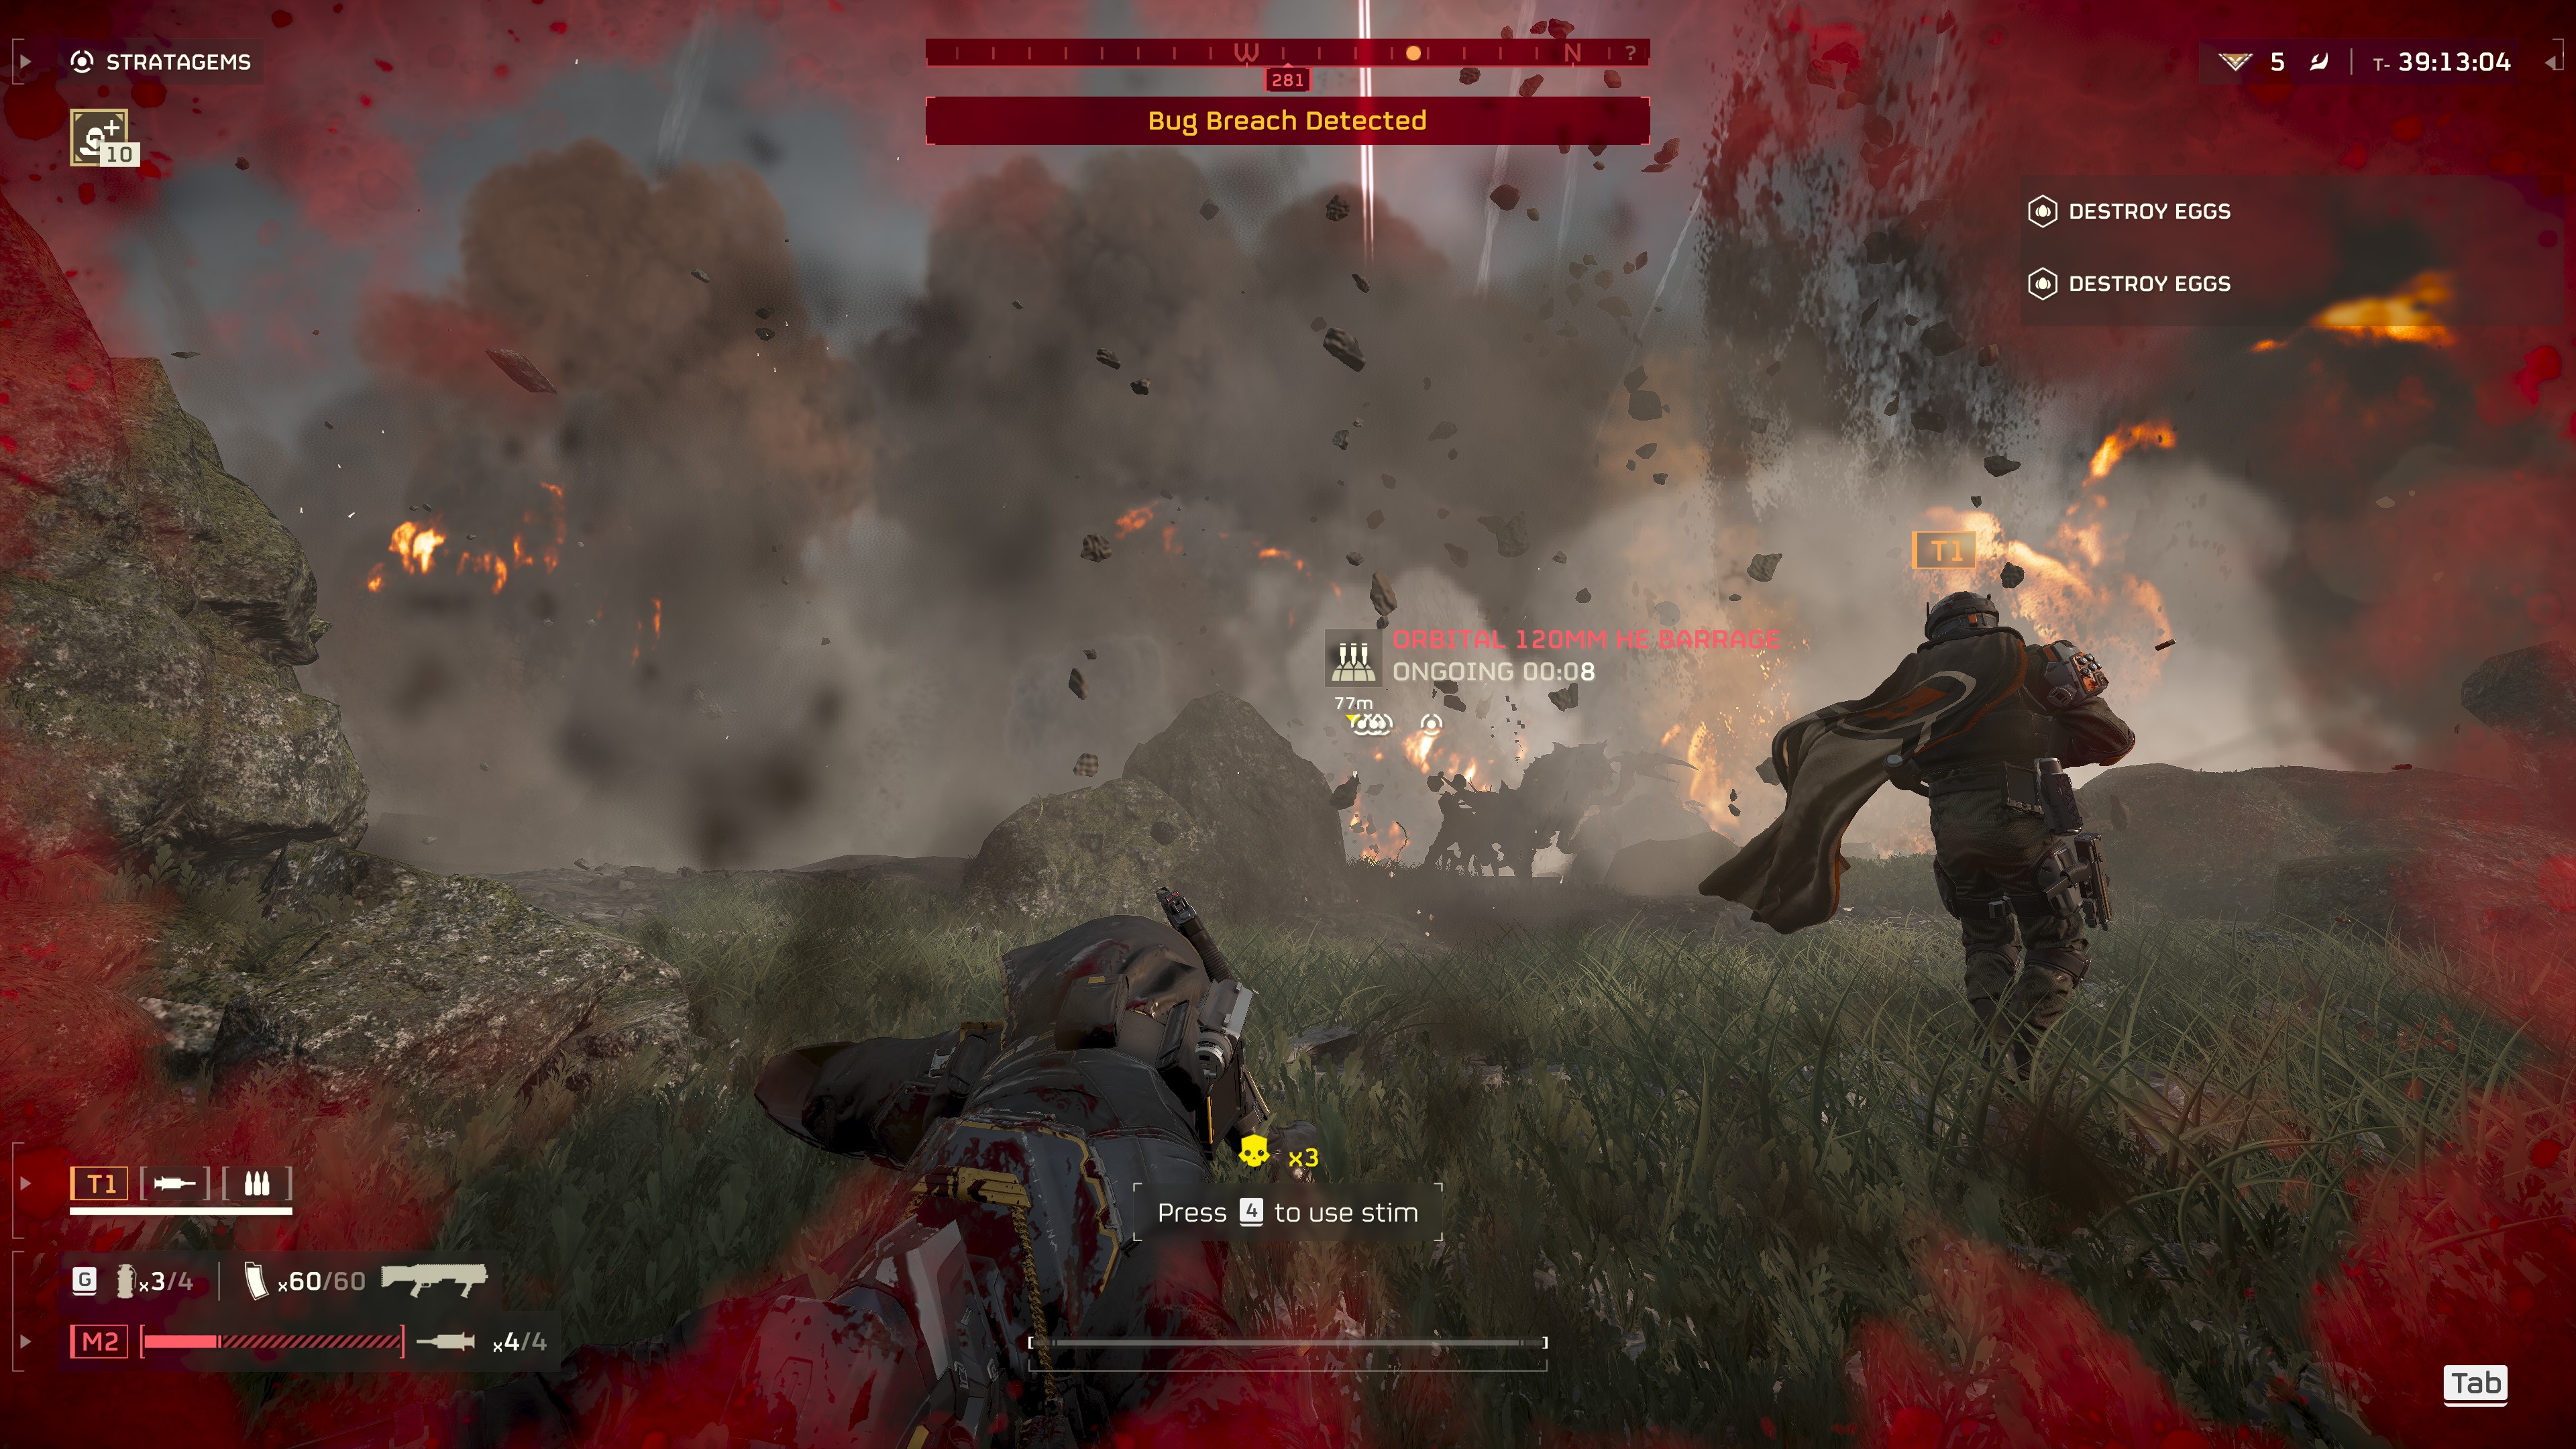 STRATAGEMS
10
W N ?
281
Bug Breach Detected
5 T- 39:13:04
DESTROY EGGS
DESTROY EGGS
T1
ORBITAL 120MM HE BARRAGE
ONGOING 00:08
77m
x3
Press 4 to use stim
T1
G x3/4 x60/60
M2 x4/4
Tab